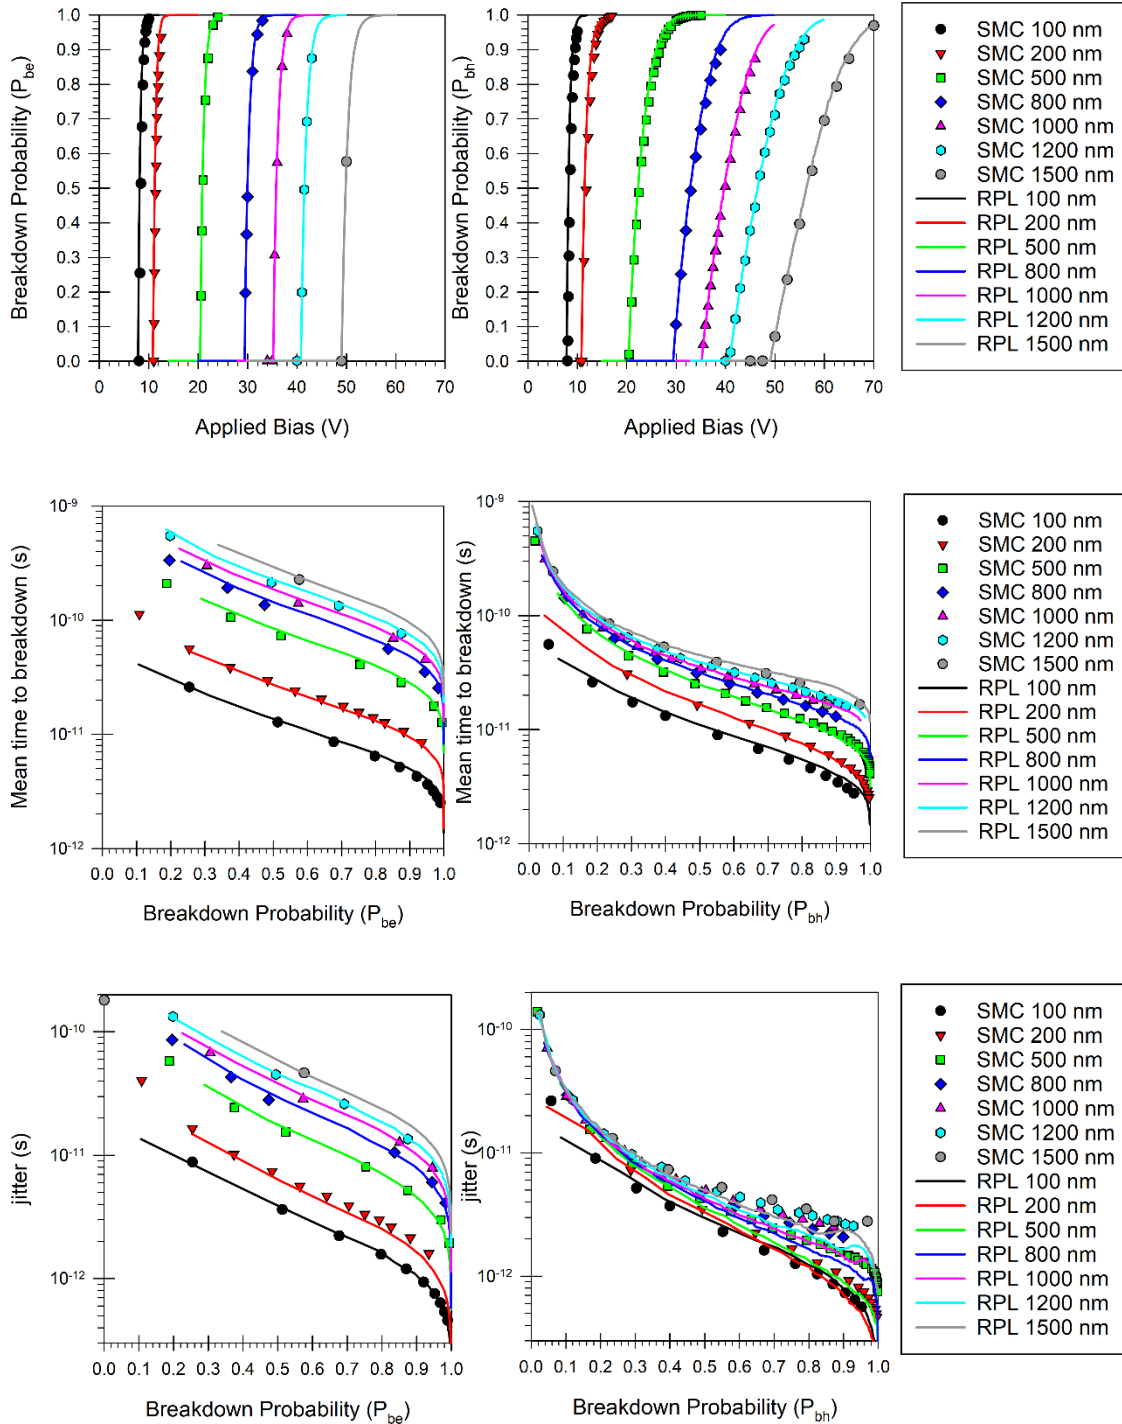 Breakdown Probability (Pbe)
1.0
0.9
0.8
0.7
0.6
0.5
0.4
0.3
0.2
0.1
0.0
0 10 20 30 40 50 60 70
Applied Bias (V)
Breakdown Probability (Pbh)
1.0
0.9
0.8
0.7
0.6
0.5
0.4
0.3
0.2
0.1
0.0
0 10 20 30 40 50 60 70
Applied Bias (V)
SMC 100 nm
SMC 200 nm
SMC 500 nm
SMC 800 nm
SMC 1000 nm
SMC 1200 nm
SMC 1500 nm
RPL 100 nm
RPL 200 nm
RPL 500 nm
RPL 800 nm
RPL 1000 nm
RPL 1200 nm
RPL 1500 nm
Mean time to breakdown (s)
10-9
10-10
10-11
10-12
0.0 0.1 0.2 0.3 0.4 0.5 0.6 0.7 0.8 0.9 1.0
Breakdown Probability (Pbe)
Mean time to breakdown (s)
10-9
10-10
10-11
10-12
0.0 0.1 0.2 0.3 0.4 0.5 0.6 0.7 0.8 0.9 1.0
Breakdown Probability (Pbh)
SMC 100 nm
SMC 200 nm
SMC 500 nm
SMC 800 nm
SMC 1000 nm
SMC 1200 nm
SMC 1500 nm
RPL 100 nm
RPL 200 nm
RPL 500 nm
RPL 800 nm
RPL 1000 nm
RPL 1200 nm
RPL 1500 nm
jitter (s)
10-10
10-11
10-12
0.0 0.1 0.2 0.3 0.4 0.5 0.6 0.7 0.8 0.9 1.0
Breakdown Probability (Pbe)
jitter (s)
10-10
10-11
10-12
0.0 0.1 0.2 0.3 0.4 0.5 0.6 0.7 0.8 0.9 1.0
Breakdown Probability (Pbh)
SMC 100 nm
SMC 200 nm
SMC 500 nm
SMC 800 nm
SMC 1000 nm
SMC 1200 nm
SMC 1500 nm
RPL 100 nm
RPL 200 nm
RPL 500 nm
RPL 800 nm
RPL 1000 nm
RPL 1200 nm
RPL 1500 nm